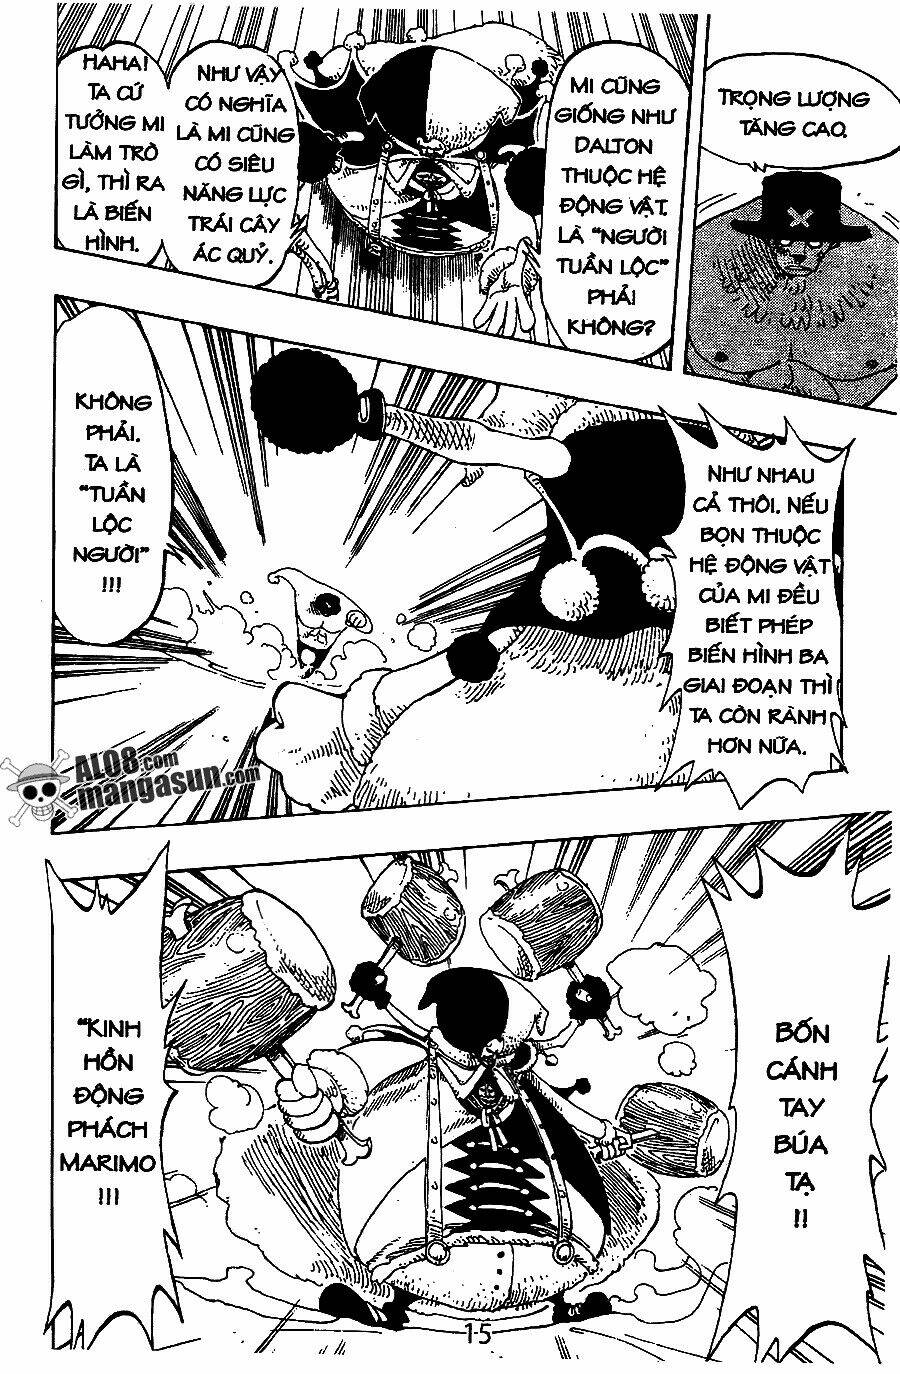 TRỌNG LƯỢNG
TĂNG CAO.
MI CŨNG
GIỐNG NHƯ
DALTON
THUỘC HỆ
ĐỘNG VẬT.
LÀ "NGƯỜI
TUẦN LỘC"
PHẢI
KHÔNG?
NHƯ VẬY
CÓ NGHĨA
LÀ MI CŨNG
CÓ SIÊU
NĂNG LỰC
TRÁI CÂY
ÁC QUỶ.
HAHA!
TA CỨ
TƯỞNG MI
LÀM TRÒ
GÌ, THÌ RA
LÀ BIẾN
HÌNH.
NHƯ NHAU
CẢ THÔI. NẾU
BỌN THUỘC
HỆ ĐỘNG VẬT
CỦA MI ĐỀU
BIẾT PHÉP
BIẾN HÌNH BA
GIAI ĐOẠN THÌ
TA CÒN RÀNH
HƠN NỮA.
KHÔNG
PHẢI.
TA LÀ
"TUẦN
LỘC
NGƯỜI"
!!!
ALO8.com
mangasun.com
BỐN
CÁNH
TAY
BÚA
TẠ
!!
"KINH
HỒN
ĐỘNG
PHÁCH
MARIMO
!!!
15